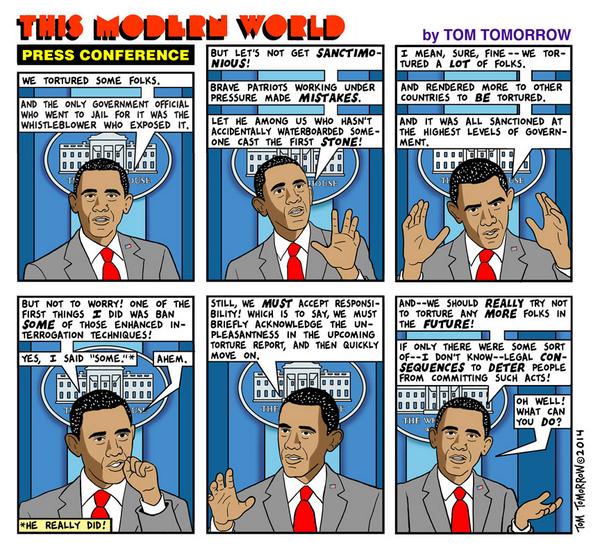 THIS MODERN WORLD
by TOM TOMORROW
PRESS CONFERENCE
WE TORTURED SOME FOLKS.
AND THE ONLY GOVERNMENT OFFICIAL
WHO WENT TO JAIL FOR IT WAS THE
WHISTLEBLOWER WHO EXPOSED IT.
BUT LET'S NOT GET SANCTIMO-
NIOUS!
BRAVE PATRIOTS WORKING UNDER
PRESSURE MADE MISTAKES.
LET HE AMONG US WHO HASN'T
ACCIDENTALLY WATERBOARDED SOME-
ONE CAST THE FIRST STONE!
I MEAN, SURE, FINE--WE TOR-
TURED A LOT OF FOLKS.
AND RENDERED MORE TO OTHER
COUNTRIES TO BE TORTURED.
AND IT WAS ALL SANCTIONED AT
THE HIGHEST LEVELS OF GOVERN-
MENT.
BUT NOT TO WORRY! ONE OF THE
FIRST THINGS I DID WAS BAN
SOME OF THOSE ENHANCED IN-
TERROGATION TECHNIQUES!
YES, I SAID "SOME."*
AHEM.
*HE REALLY DID!
STILL, WE MUST ACCEPT RESPONSI-
BILITY! WHICH IS TO SAY, WE MUST
BRIEFLY ACKNOWLEDGE THE UN-
PLEASANTNESS IN THE UPCOMING
TORTURE REPORT, AND THEN QUICKLY
MOVE ON.
AND--WE SHOULD REALLY TRY NOT
TO TORTURE ANY MORE FOLKS IN
THE FUTURE!
IF ONLY THERE WERE SOME SORT
OF--I DON'T KNOW--LEGAL CON-
SEQUENCES TO DETER PEOPLE
FROM COMMITTING SUCH ACTS!
OH WELL!
WHAT CAN
YOU DO?
TOM TOMORROW©2014